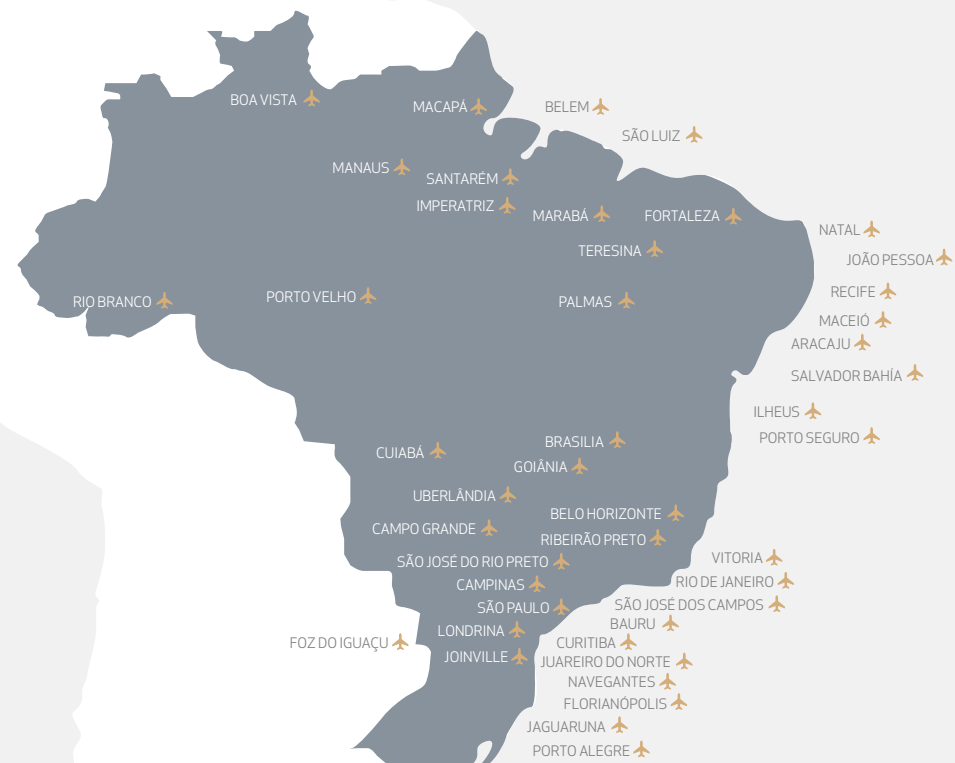 BOA VISTA
MACAPÁ
BELEM
SÃO LUIZ
MANAUS
SANTARÉM
IMPERATRIZ
MARABÁ
FORTALEZA
NATAL
TERESINA
JOÃO PESSOA
RIO BRANCO
PORTO VELHO
PALMAS
RECIFE
MACEIÓ
ARACAJU
SALVADOR BAHÍA
ILHEUS
PORTO SEGURO
BRASILIA
CUIABÁ
GOIÂNIA
UBERLÂNDIA
BELO HORIZONTE
CAMPO GRANDE
RIBEIRÃO PRETO
VITORIA
SÃO JOSÉ DO RIO PRETO
RIO DE JANEIRO
CAMPINAS
SÃO JOSÉ DOS CAMPOS
SÃO PAULO
BAURU
LONDRINA
FOZ DO IGUAÇU
CURITIBA
JOINVILLE
JUAREIRO DO NORTE
NAVEGANTES
FLORIANÓPOLIS
JAGUARUNA
PORTO ALEGRE